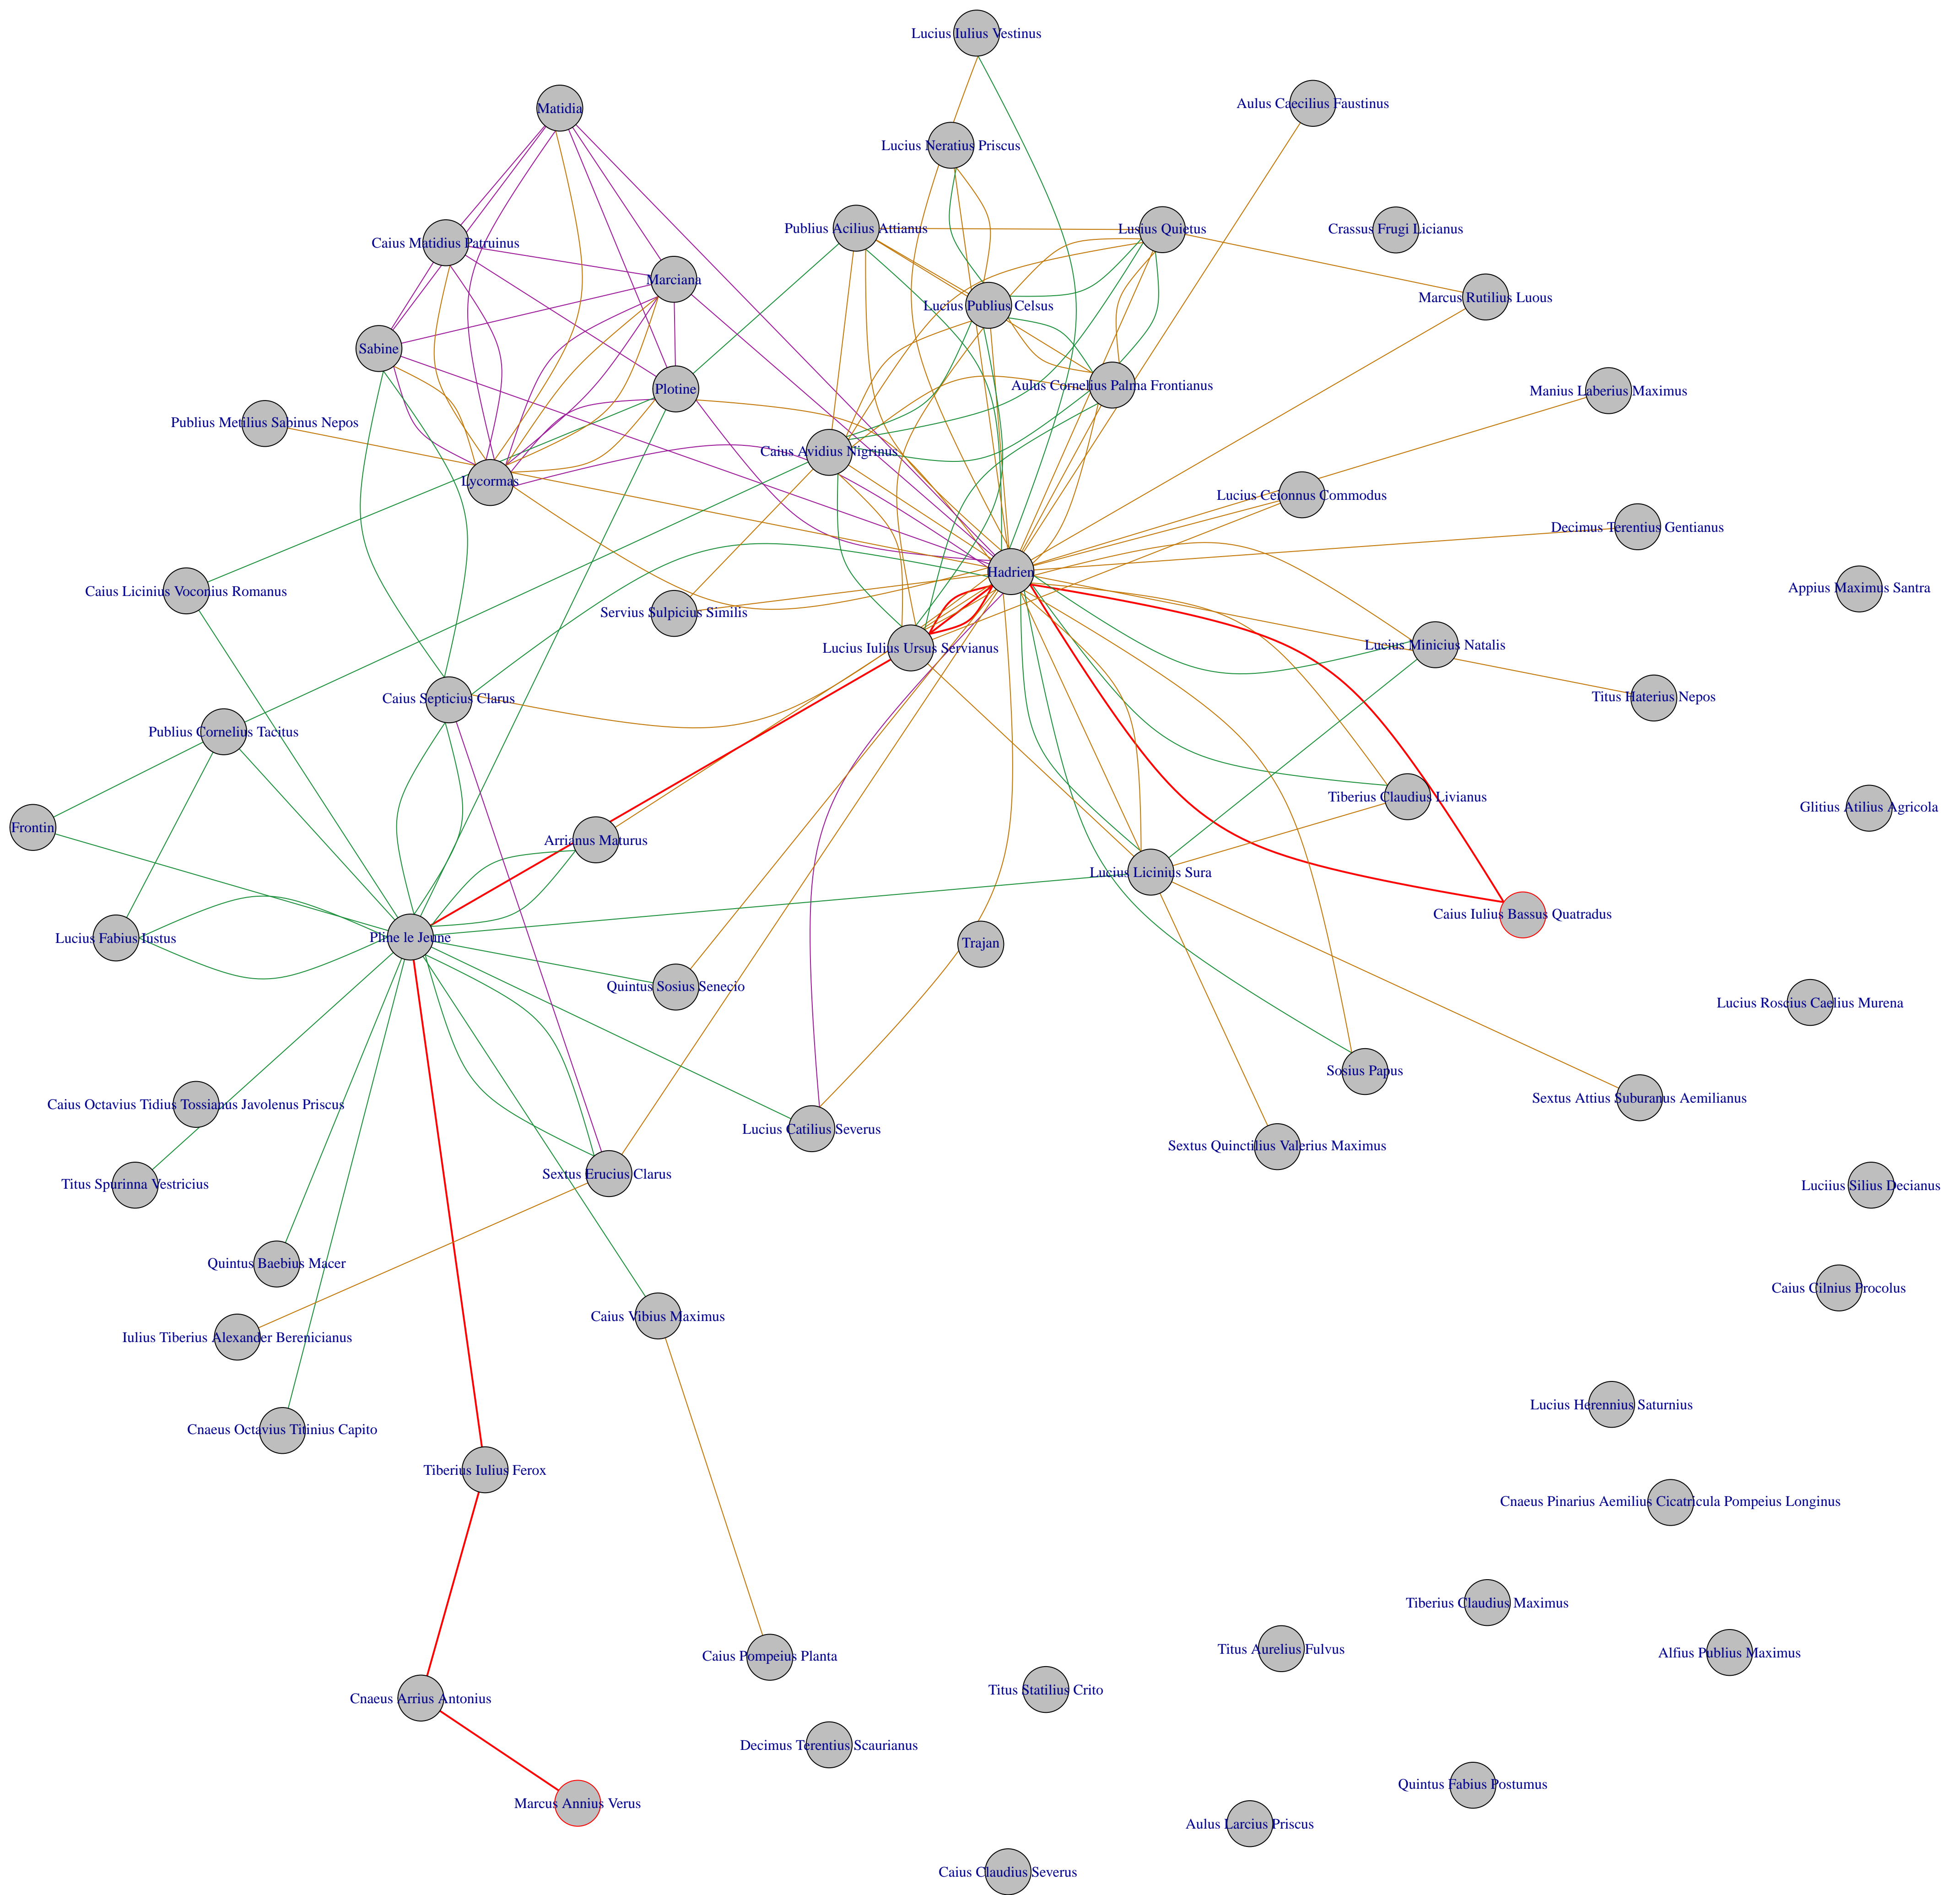 Lucius Iulius Vestinus
Matidia
Aulus Caecilius Faustinus
Lucius Neratius Priscus
Publius Acilius Attianus
Lusius Quietus
Crassus Frugi Licianus
Caius Matidius Patruinus
Marciana
Marcus Rutilius Luous
Lucius Publius Celsus
Sabine
Plotine
Aulus Cornelius Palma Frontianus
Manius Laberius Maximus
Publius Metilius Sabinus Nepos
Caius Avidius Nigrinus
Lycormas
Lucius Ceionnus Commodus
Decimus Terentius Gentianus
Hadrien
Caius Licinius Voconius Romanus
Appius Maximus Santra
Servius Sulpicius Similis
Lucius Iulius Ursus Servianus
Lucius Minicius Natalis
Caius Septicius Clarus
Titus Haterius Nepos
Publius Cornelius Tacitus
Tiberius Claudius Livianus
Glitius Atilius Agricola
Frontin
Arrianus Maturus
Lucius Licinius Sura
Caius Iulius Bassus Quatradus
Lucius Fabius Iustus
Pline le Jeune
Trajan
Quintus Sosius Senecio
Lucius Roscius Caelius Murena
Sosius Papus
Caius Octavius Tidius Tossianus Javolenus Priscus
Sextus Attius Suburanus Aemilianus
Lucius Catilius Severus
Sextus Quinctilius Valerius Maximus
Sextus Erucius Clarus
Titus Spurinna Vestricius
Luciius Silius Decianus
Quintus Baebius Macer
Caius Cilnius Procolus
Caius Vibius Maximus
Iulius Tiberius Alexander Berenicianus
Lucius Herennius Saturnius
Cnaeus Octavius Titinius Capito
Tiberius Iulius Ferox
Cnaeus Pinarius Aemilius Cicatricula Pompeius Longinus
Tiberius Claudius Maximus
Titus Aurelius Fulvus
Alfius Publius Maximus
Caius Pompeius Planta
Titus Statilius Crito
Cnaeus Arrius Antonius
Decimus Terentius Scaurianus
Quintus Fabius Postumus
Marcus Annius Verus
Aulus Larcius Priscus
Caius Claudius Severus